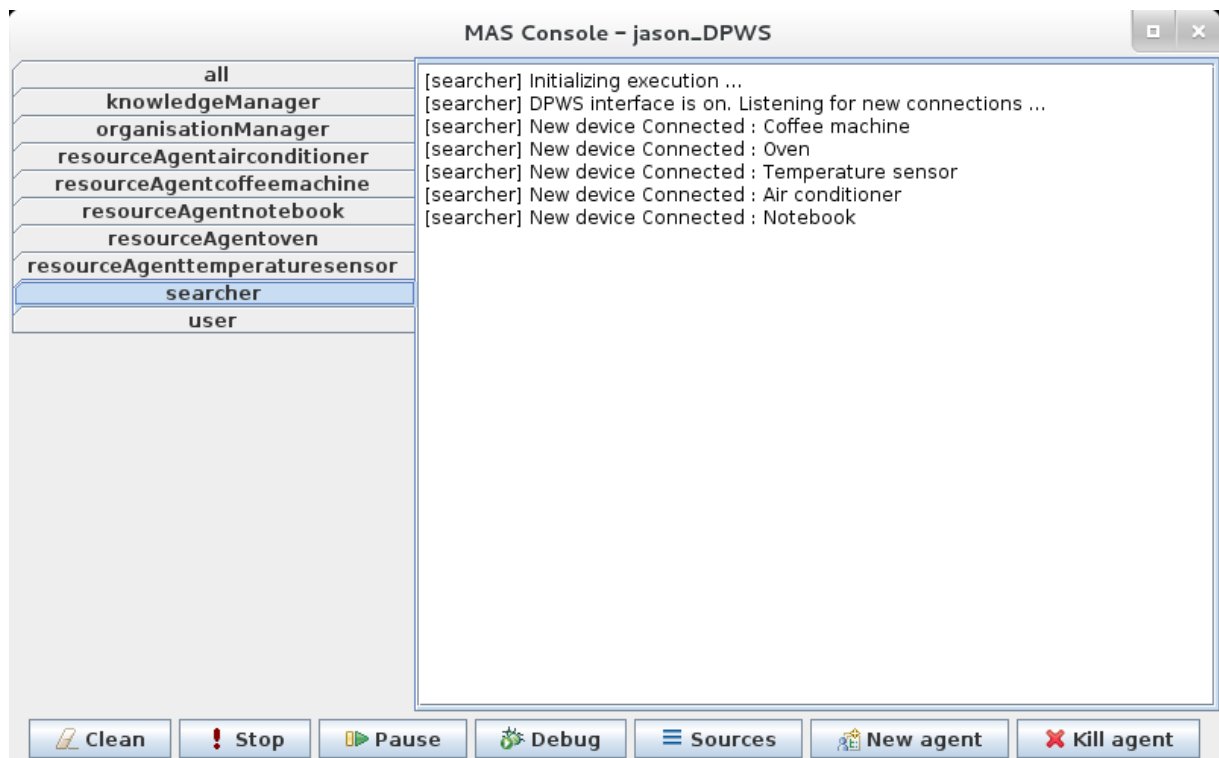 MAS Console – jason_DPWS
all
knowledgeManager
organisationManager
resourceAgentairconditioner
resourceAgentcoffeemachine
resourceAgentnotebook
resourceAgentoven
resourceAgenttemperaturesensor
searcher
user
[searcher] Initializing execution ...
[searcher] DPWS interface is on. Listening for new connections ...
[searcher] New device Connected : Coffee machine
[searcher] New device Connected : Oven
[searcher] New device Connected : Temperature sensor
[searcher] New device Connected : Air conditioner
[searcher] New device Connected : Notebook
Clean Stop Pause Debug Sources New agent Kill agent